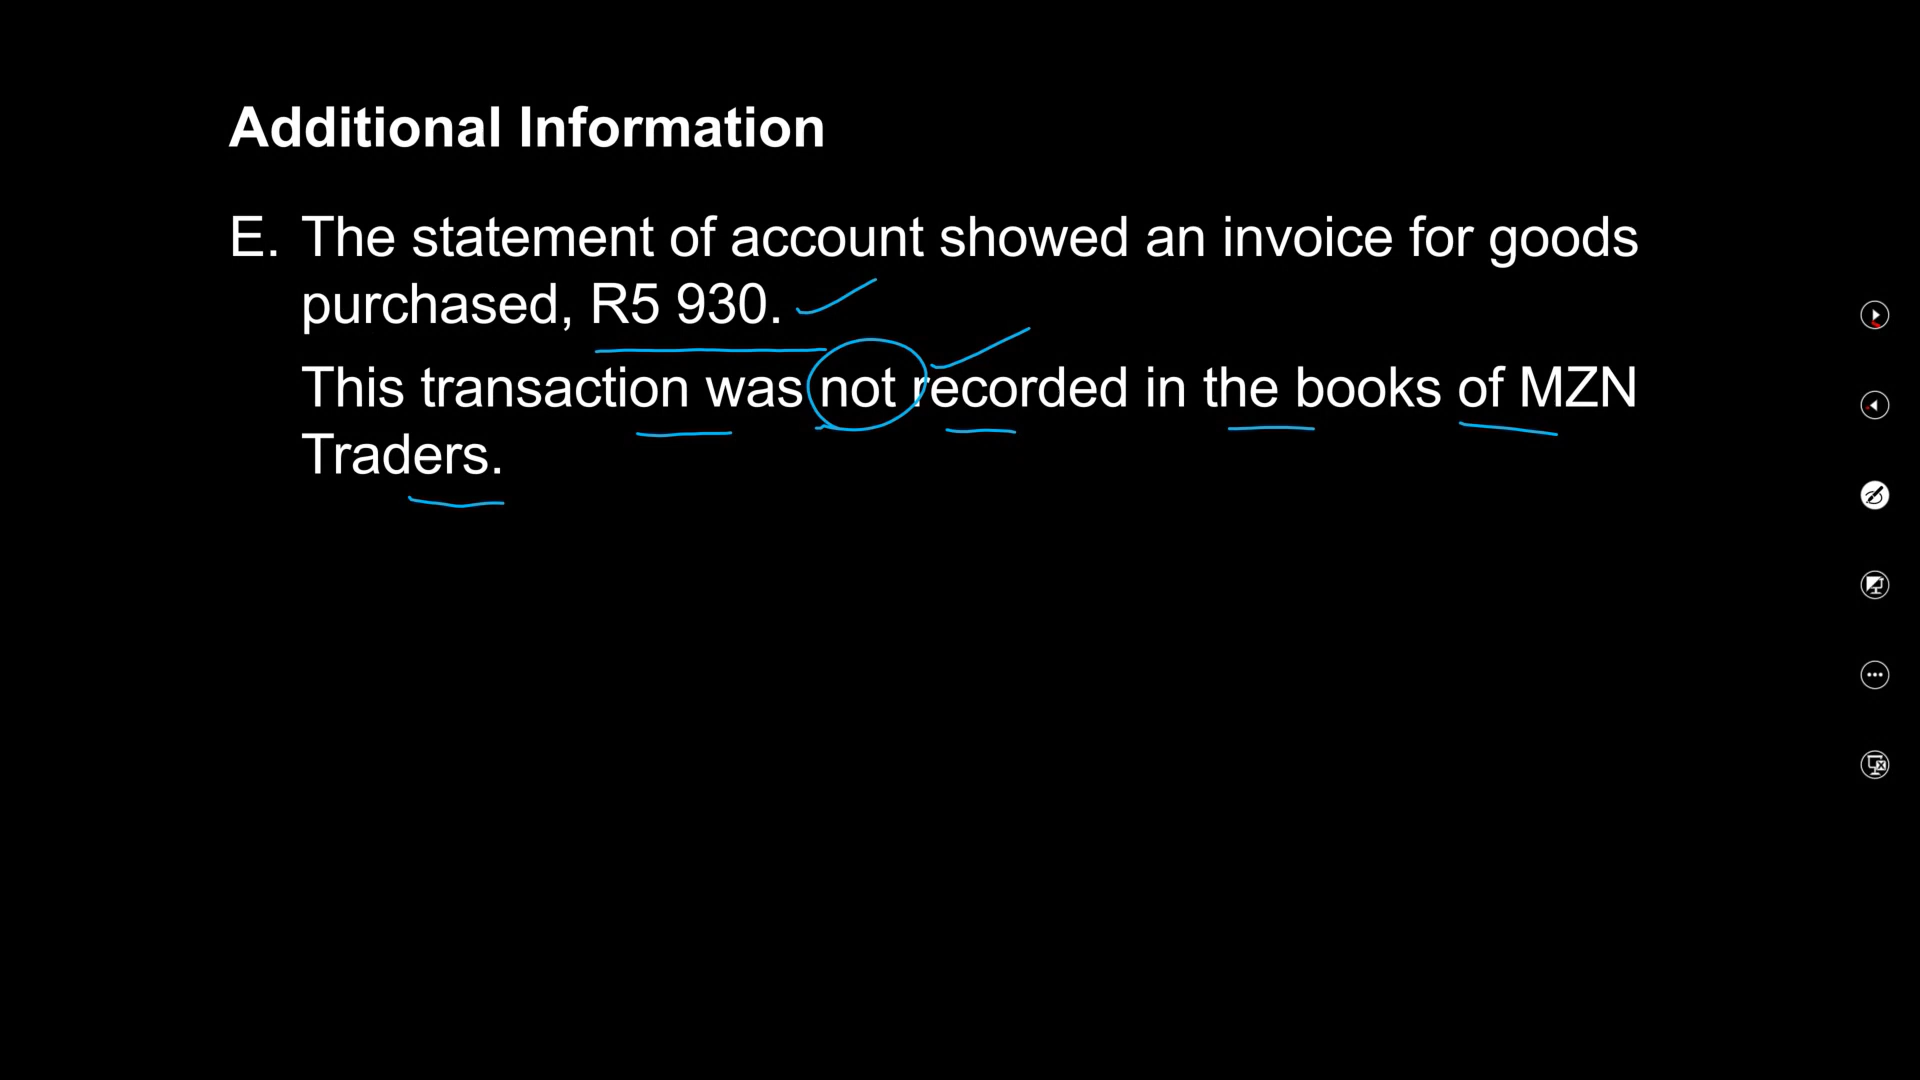 Additional Information
E. The statement of account showed an invoice for goods
purchased, R5 930.
This transaction was not recorded in the books of MZN
Traders.